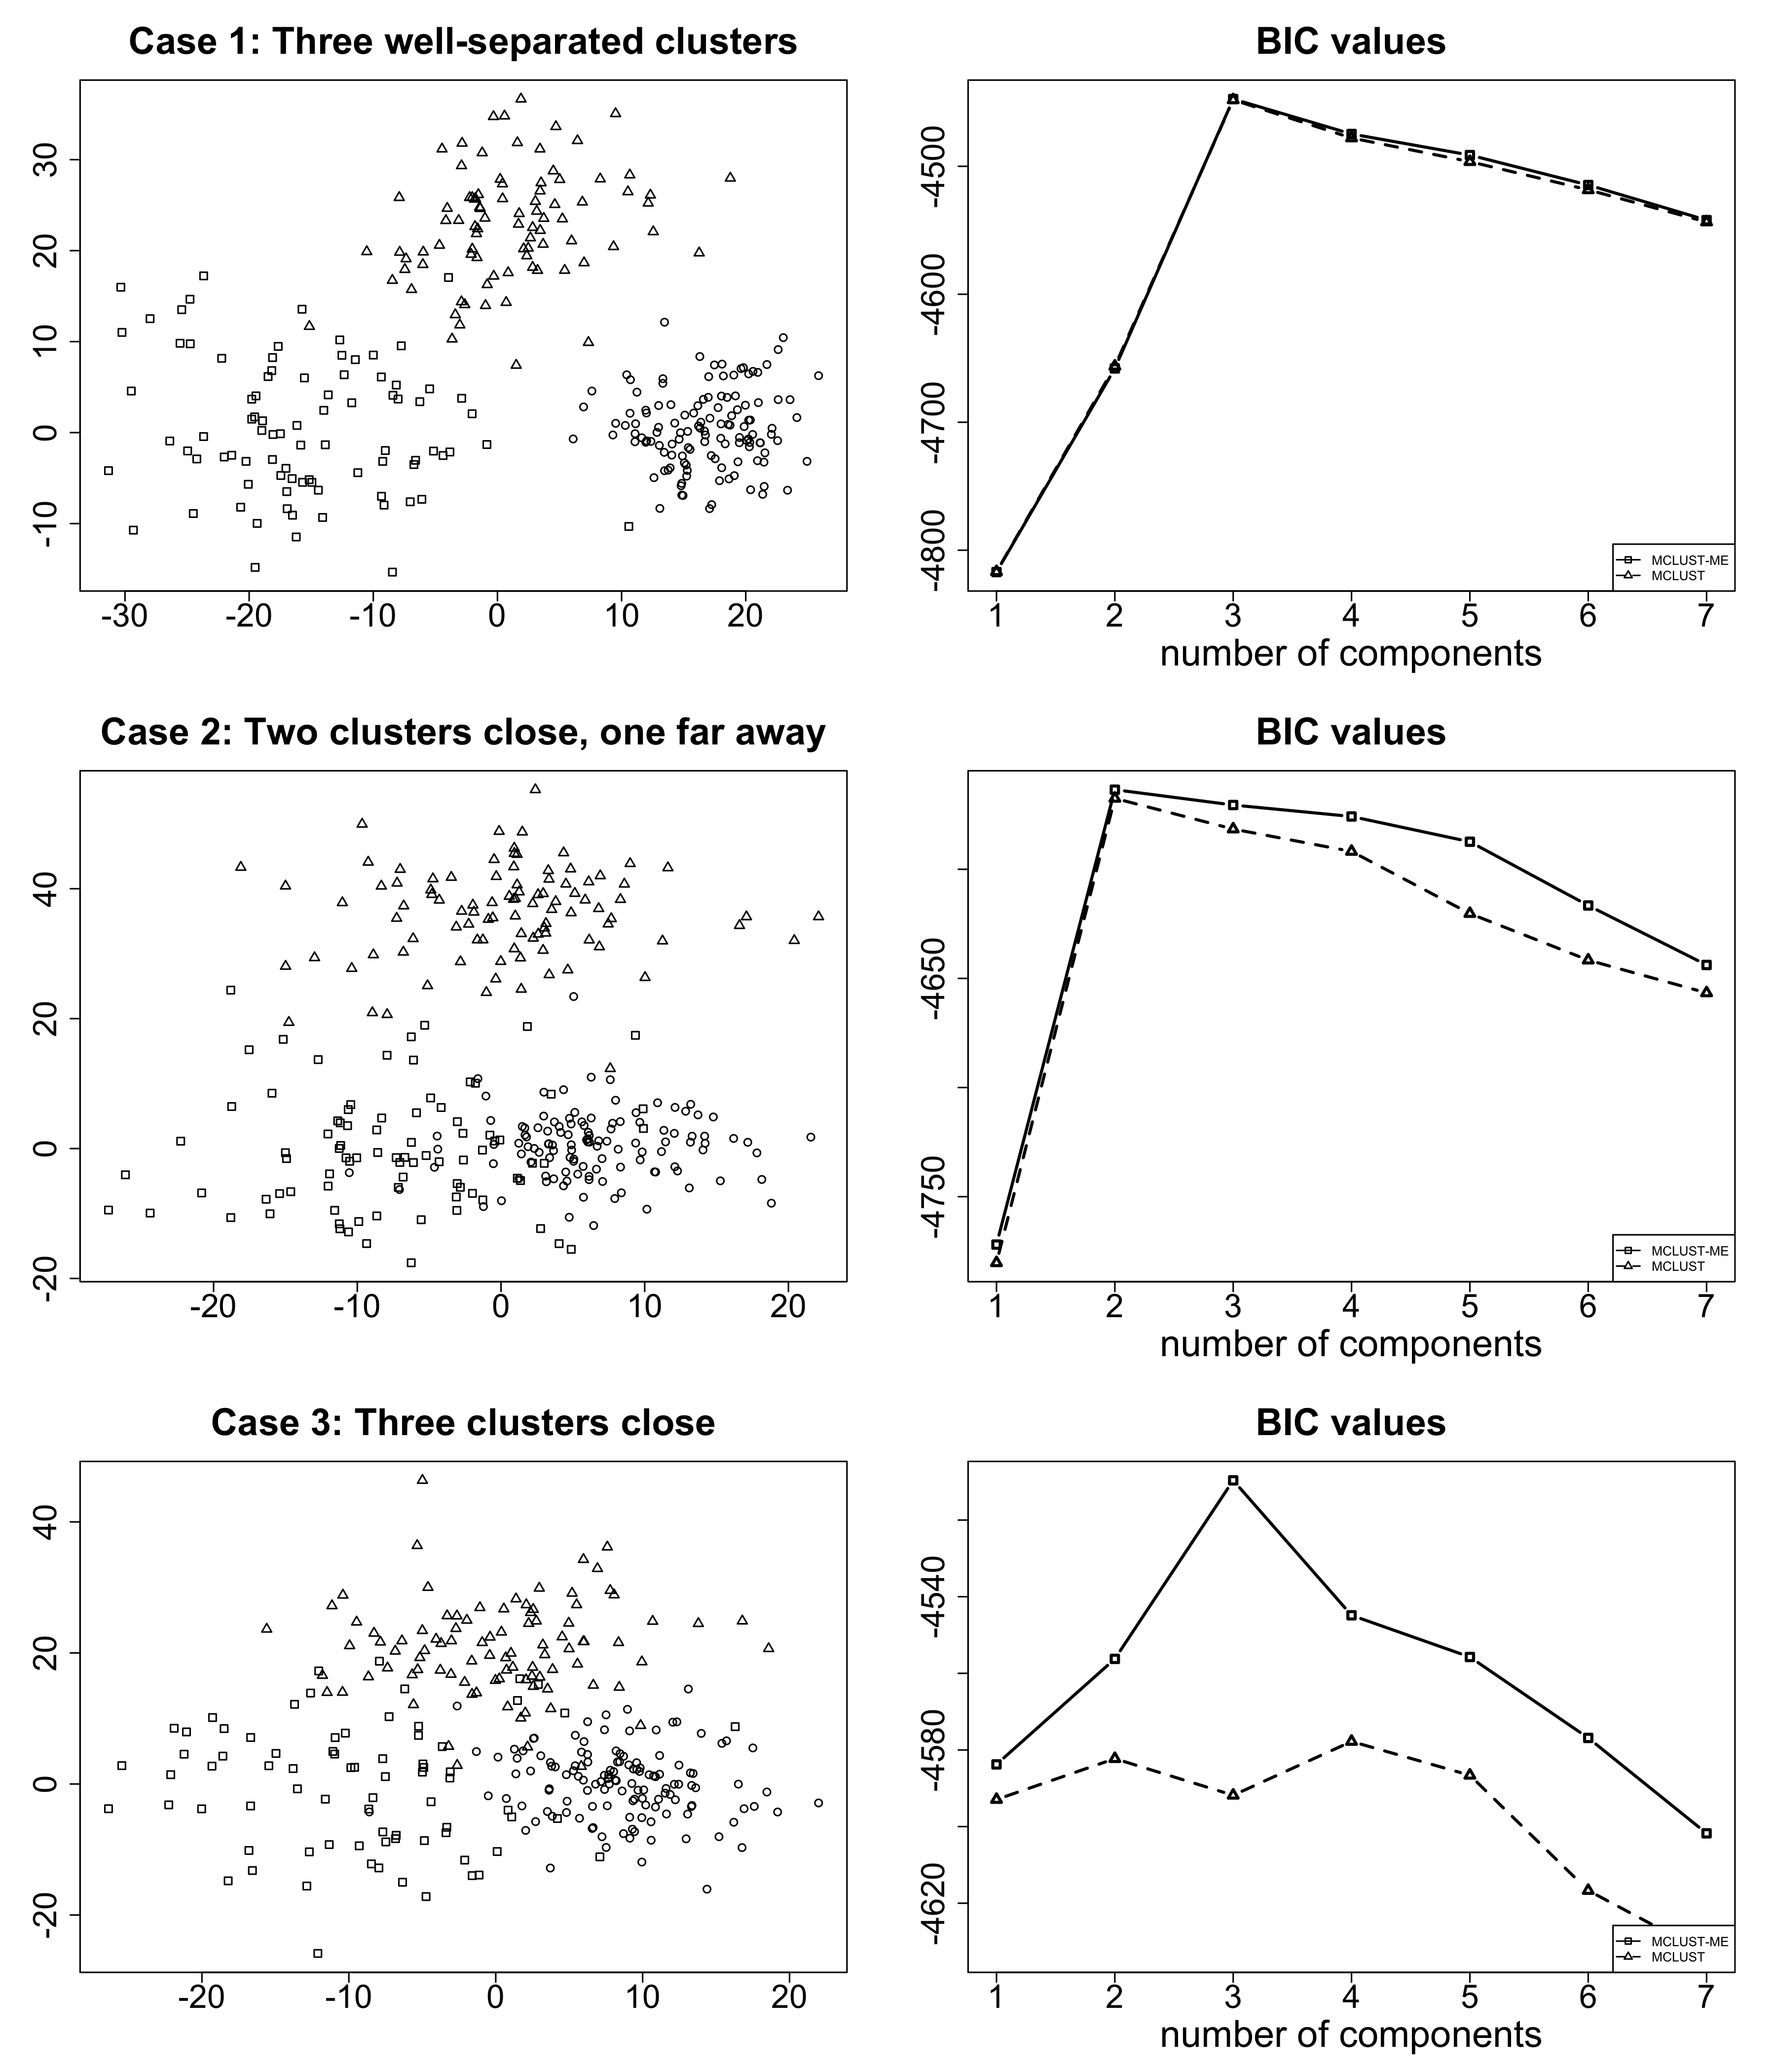 Case 1: Three well-separated clusters
BIC values
30
20
10
0
-10
-30 -20 -10 0 10 20
-4500
-4600
-4700
-4800
MCLUST-ME
MCLUST
1 2 3 4 5 6 7
number of components
Case 2: Two clusters close, one far away
BIC values
40
20
0
-20
-20 -10 0 10 20
-4650
-4750
MCLUST-ME
MCLUST
1 2 3 4 5 6 7
number of components
Case 3: Three clusters close
BIC values
40
20
0
-20
-20 -10 0 10 20
-4540
-4580
-4620
MCLUST-ME
MCLUST
1 2 3 4 5 6 7
number of components